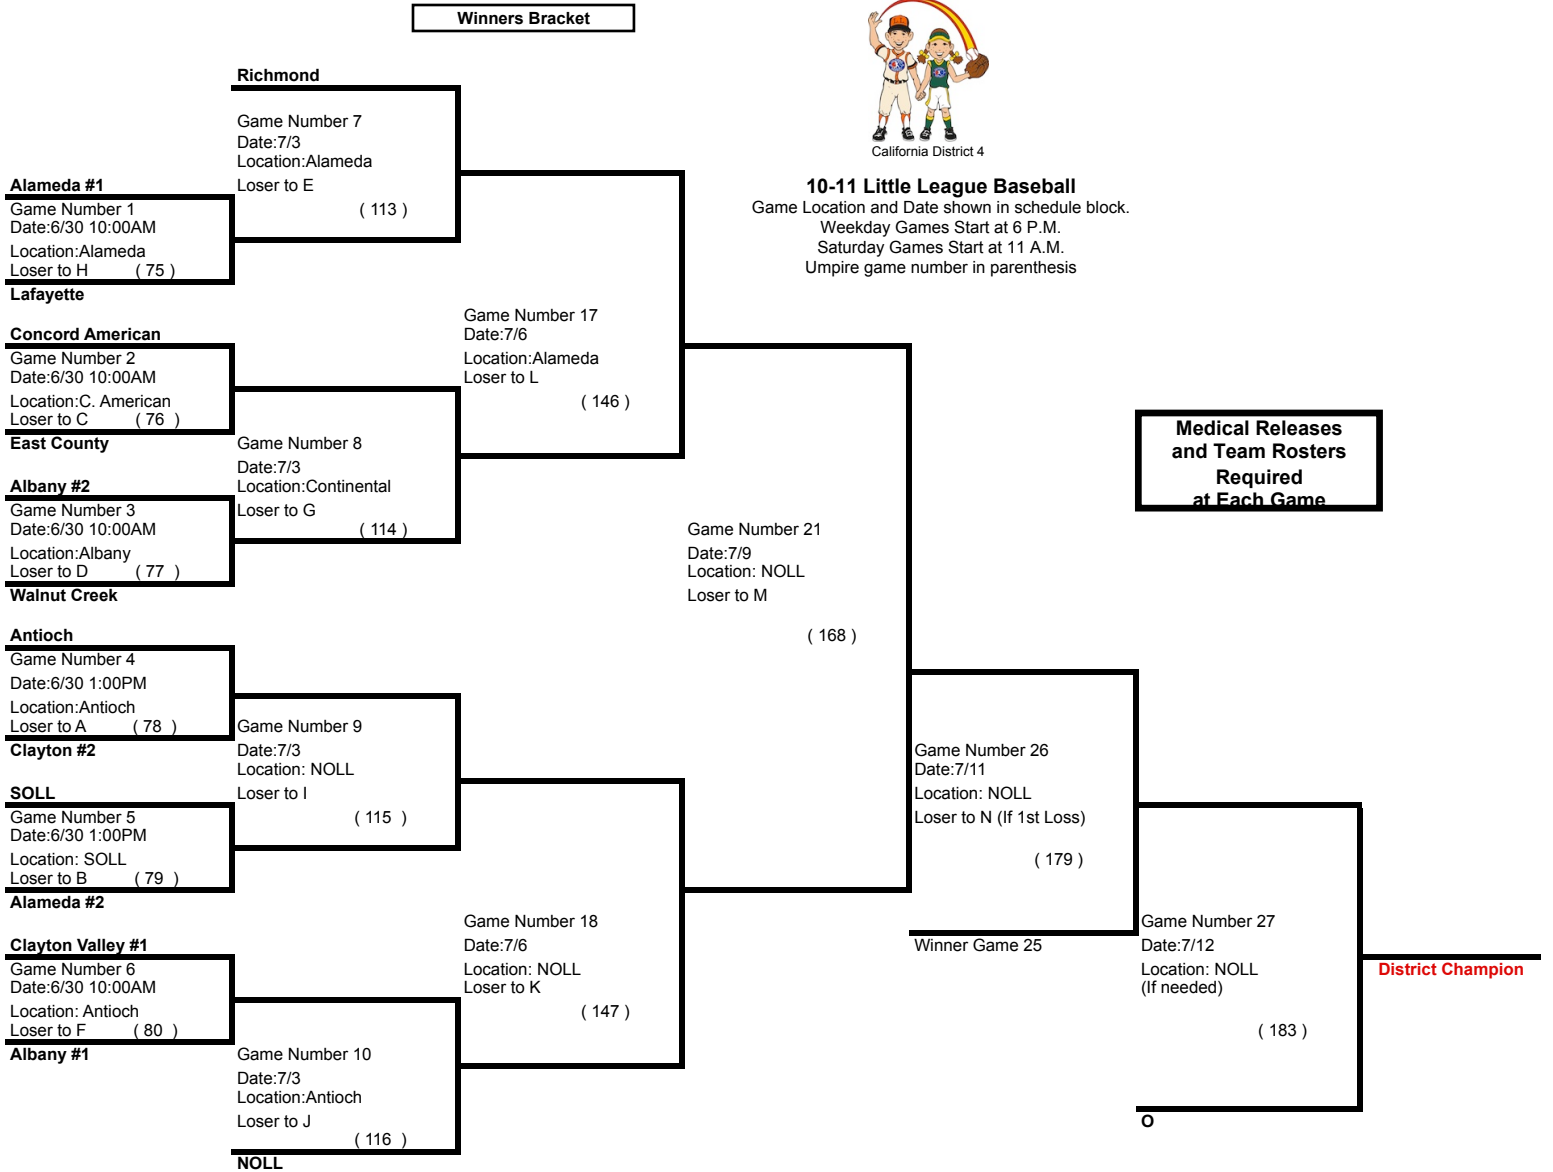 Winners Bracket
California District 4
10-11 Little League Baseball
Game Location and Date shown in schedule block.
Weekday Games Start at 6 P.M.
Saturday Games Start at 11 A.M.
Umpire game number in parenthesis
Medical Releases
and Team Rosters
Required
at Each Game
Alameda #1
Game Number 1
Date:6/30 10:00AM
Location:Alameda
Loser to H ( 75 )
Lafayette
Concord American
Game Number 2
Date:6/30 10:00AM
Location:C. American
Loser to C ( 76 )
East County
Albany #2
Game Number 3
Date:6/30 10:00AM
Location:Albany
Loser to D ( 77 )
Walnut Creek
Antioch
Game Number 4
Date:6/30 1:00PM
Location:Antioch
Loser to A ( 78 )
Clayton #2
SOLL
Game Number 5
Date:6/30 1:00PM
Location: SOLL
Loser to B ( 79 )
Alameda #2
Clayton Valley #1
Game Number 6
Date:6/30 10:00AM
Location: Antioch
Loser to F ( 80 )
Albany #1
Richmond
Game Number 7
Date:7/3
Location:Alameda
Loser to E
( 113 )
Game Number 8
Date:7/3
Location:Continental
Loser to G
( 114 )
Game Number 9
Date:7/3
Location: NOLL
Loser to I
( 115 )
Game Number 10
Date:7/3
Location:Antioch
Loser to J
( 116 )
NOLL
Game Number 17
Date:7/6
Location:Alameda
Loser to L
( 146 )
Game Number 18
Date:7/6
Location: NOLL
Loser to K
( 147 )
Game Number 21
Date:7/9
Location: NOLL
Loser to M
( 168 )
Game Number 26
Date:7/11
Location: NOLL
Loser to N (If 1st Loss)
( 179 )
Winner Game 25
Game Number 27
Date:7/12
Location: NOLL
(If needed)
( 183 )
O
District Champion